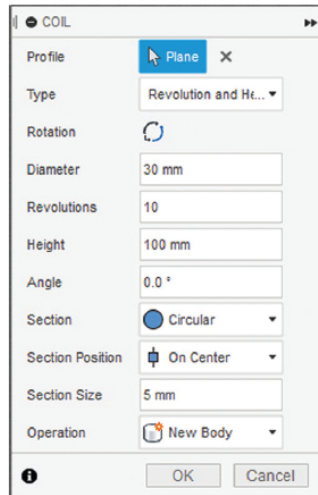 COIL
Profile Plane
Type Revolution and He...
Rotation
Diameter 30 mm
Revolutions 10
Height 100 mm
Angle 0.0 °
Section Circular
Section Position On Center
Section Size 5 mm
Operation New Body
OK Cancel